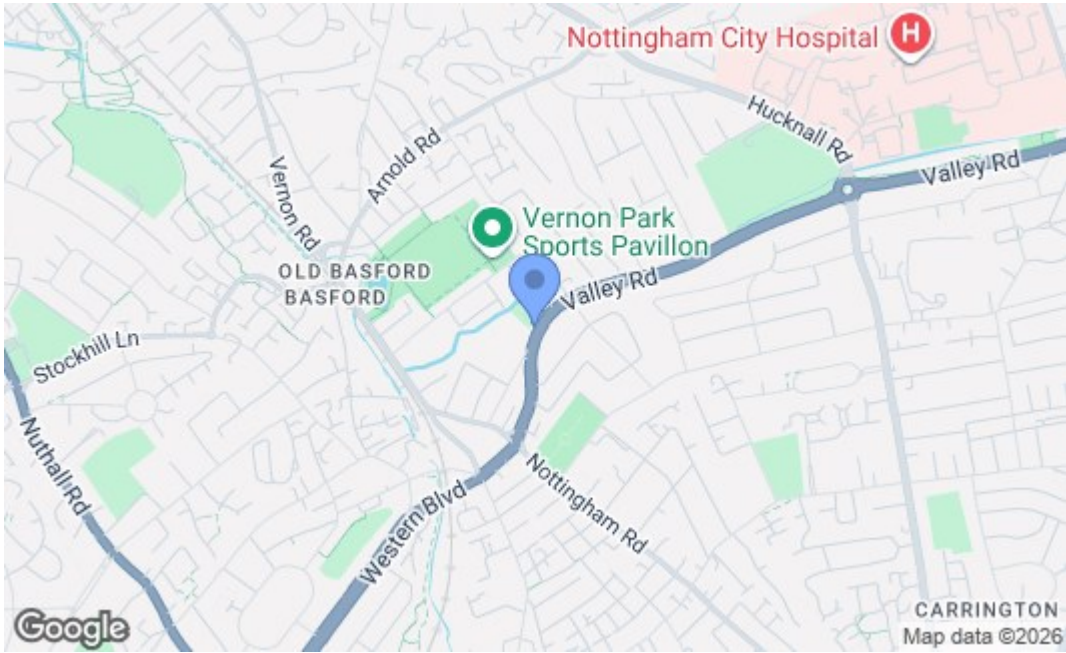 Nottingham City Hospital
H
Hucknall Rd
Valley Rd
Arnold Rd
Vernon Rd
Vernon Park
Sports Pavillon
OLD BASFORD
BASFORD
Valley Rd
Stockhill Ln
Nuthall Rd
Western Blvd
Nottingham Rd
CARRINGTON
Google
Map data ©2026